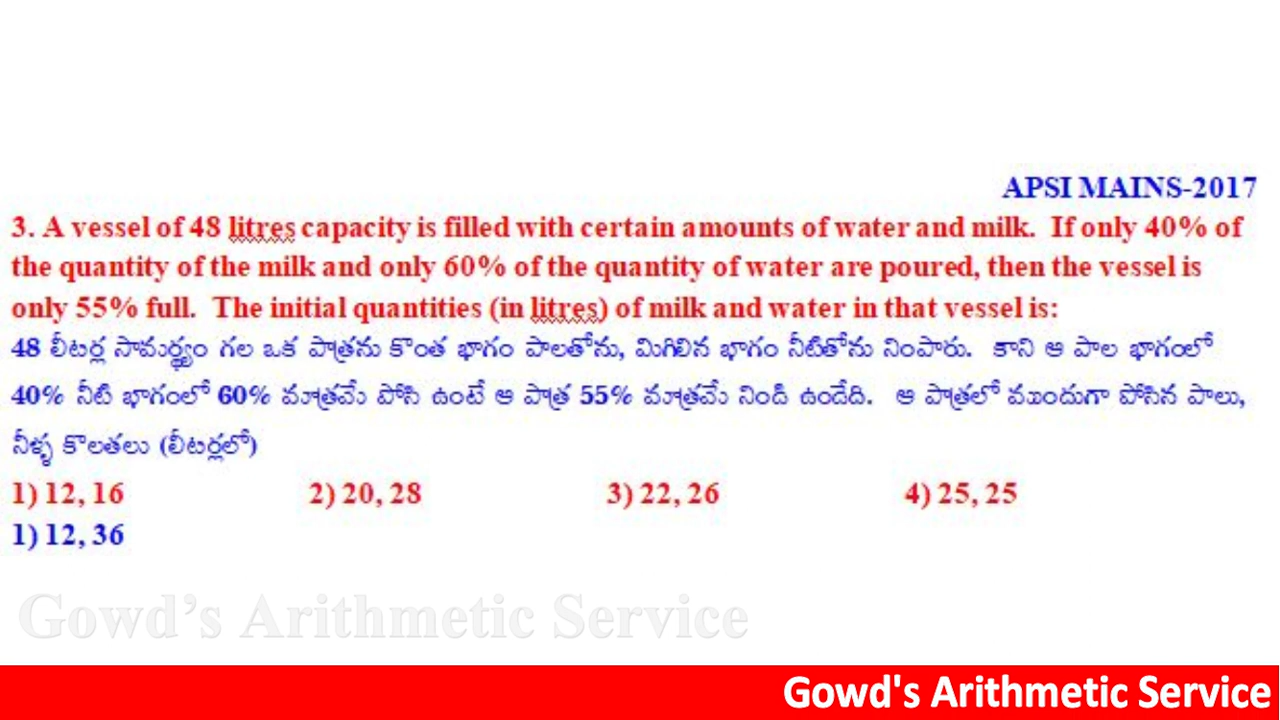 APSI MAINS-2017
3. A vessel of 48 litres capacity is filled with certain amounts of water and milk. If only 40% of
the quantity of the milk and only 60% of the quantity of water are poured, then the vessel is
only 55% full. The initial quantities (in litres) of milk and water in that vessel is:
48 లీటర్ల సామర్థ్యం గల ఒక పాత్రను కొంత భాగం పాలతోను, మిగిలిన భాగం నీటితోను నింపారు. కాని ఆ పాల భాగంలో
40% నీటి భాగంలో 60% మాత్రమే పోసి ఉంటే ఆ పాత్ర 55% మాత్రమే నిండి ఉండేది. ఆ పాత్రలో ముందుగా పోసిన పాలు,
నీళ్ళ కొలతలు (లీటర్లలో)
1) 12, 16 2) 20, 28 3) 22, 26 4) 25, 25
1) 12, 36
Gowd's Arithmetic Service
Gowd's Arithmetic Service